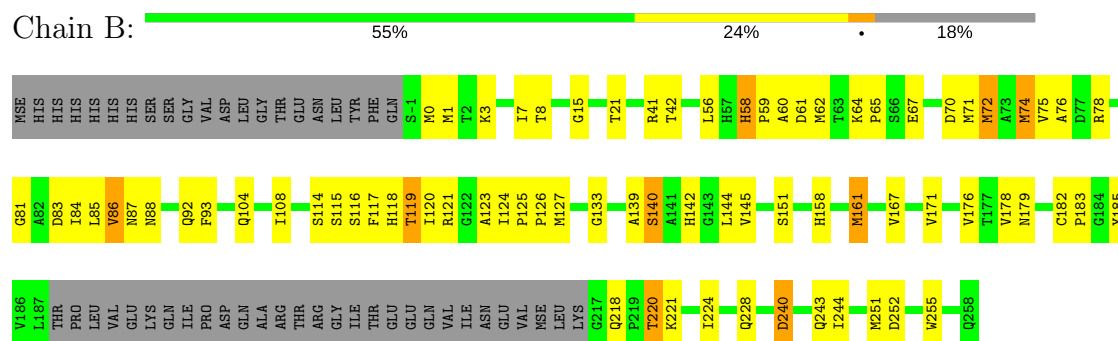 Chain B:
55% 24% • 18%
MSE HIS HIS HIS HIS HIS HIS HIS SER SER GLY VAL ASP LEU GLY THR GLU ASN LEU TYR PHE GLN S-1 M0 M1 T2 K3 I7 T8 G15 T21 R41 T42 L56 H57 H58 P59 A60 D61 M62 T63 K64 P65 S66 E67 D70 M71 M72 A73 M74 V75 A76 D77 R78
G81 A82 D83 I84 L85 V86 N87 N88 Q92 F93 Q104 I108 S114 S115 S116 F117 H118 T119 I120 R121 G122 A123 I124 P125 P126 M127 G133 A139 S140 A141 H142 G143 L144 V145 S151 H158 M161 V167 V171 V176 T177 V178 N179 C182 P183 G184 Y185
V186 L187 THR PRO LEU VAL GLU LYS GLN ILE PRO ASP GLN ALA ARG THR ARG GLY ILE THR GLU GLU GLN VAL ILE ASN GLU VAL MSE LEU LYS G217 Q218 P219 T220 K221 I224 Q228 D240 Q243 I244 M251 D252 W255 Q258